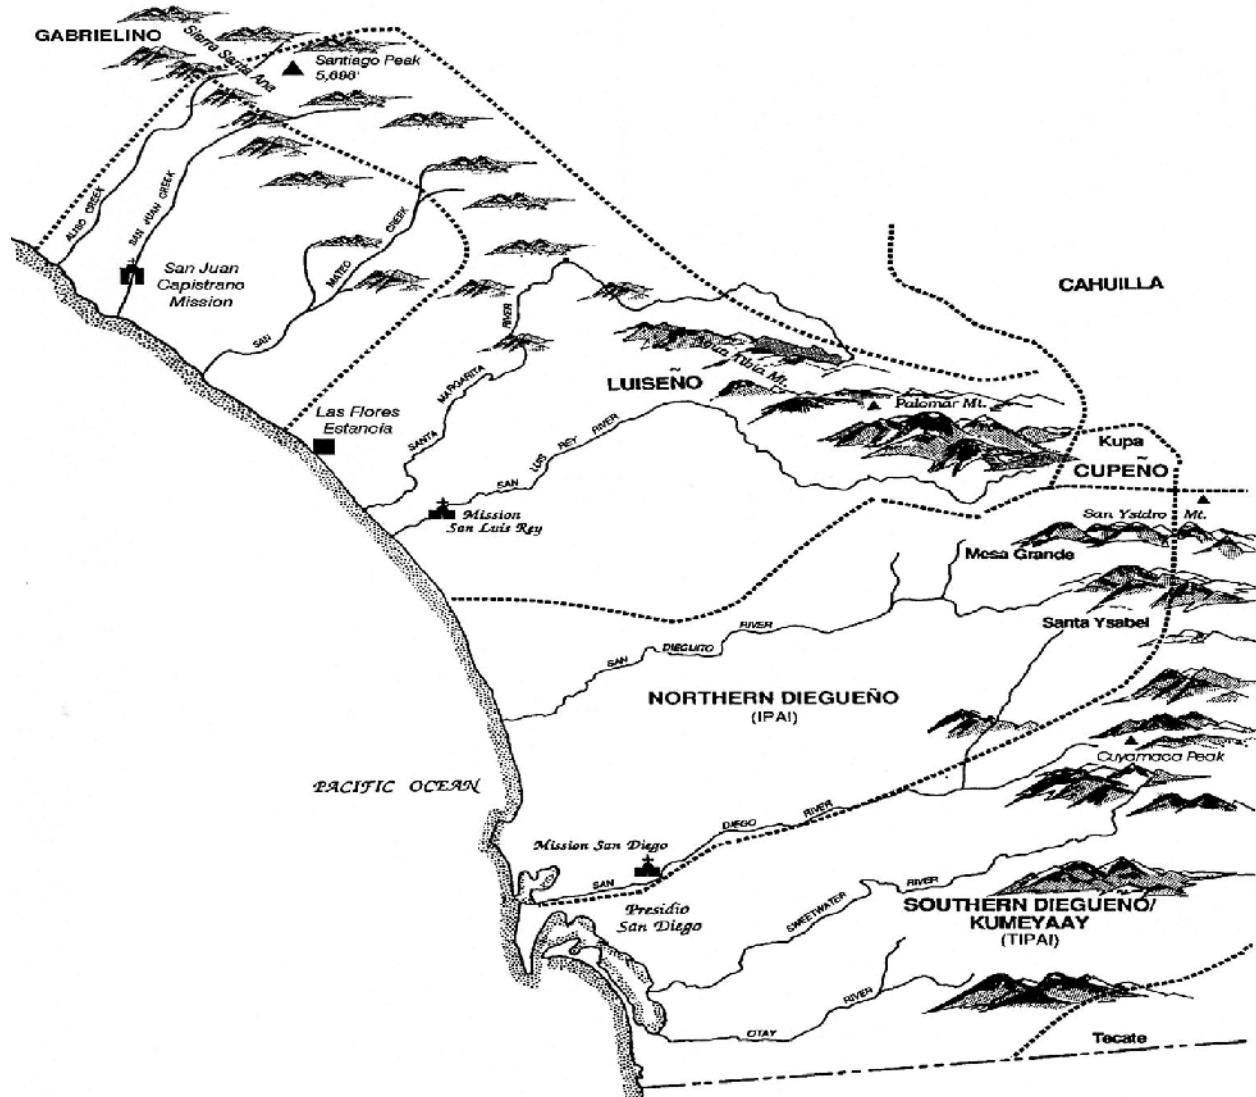 GABRIELINO
Sierra Santa Ana
Santiago Peak
5,696'
ALISO CREEK
SAN JUAN CREEK
San Juan
Capistrano
Mission
SAN MATEO CREEK
CAHUILLA
SANTA MARGARITA RIVER
Agua Tibia Mt.
LUISEÑO
Palomar Mt.
Las Flores
Estancia
Kupa
CUPEÑO
SAN LUIS REY RIVER
Mission
San Luis Rey
San Ysidro Mt.
Mesa Grande
Santa Ysabel
SAN DIEGUITO RIVER
NORTHERN DIEGUEÑO
(IPAI)
Cuyamaca Peak
PACIFIC OCEAN
SAN DIEGO RIVER
Mission San Diego
Presidio
San Diego
SWEETWATER RIVER
SOUTHERN DIEGUEÑO/
KUMEYAAY
(TIPAI)
OTAY RIVER
Tecate